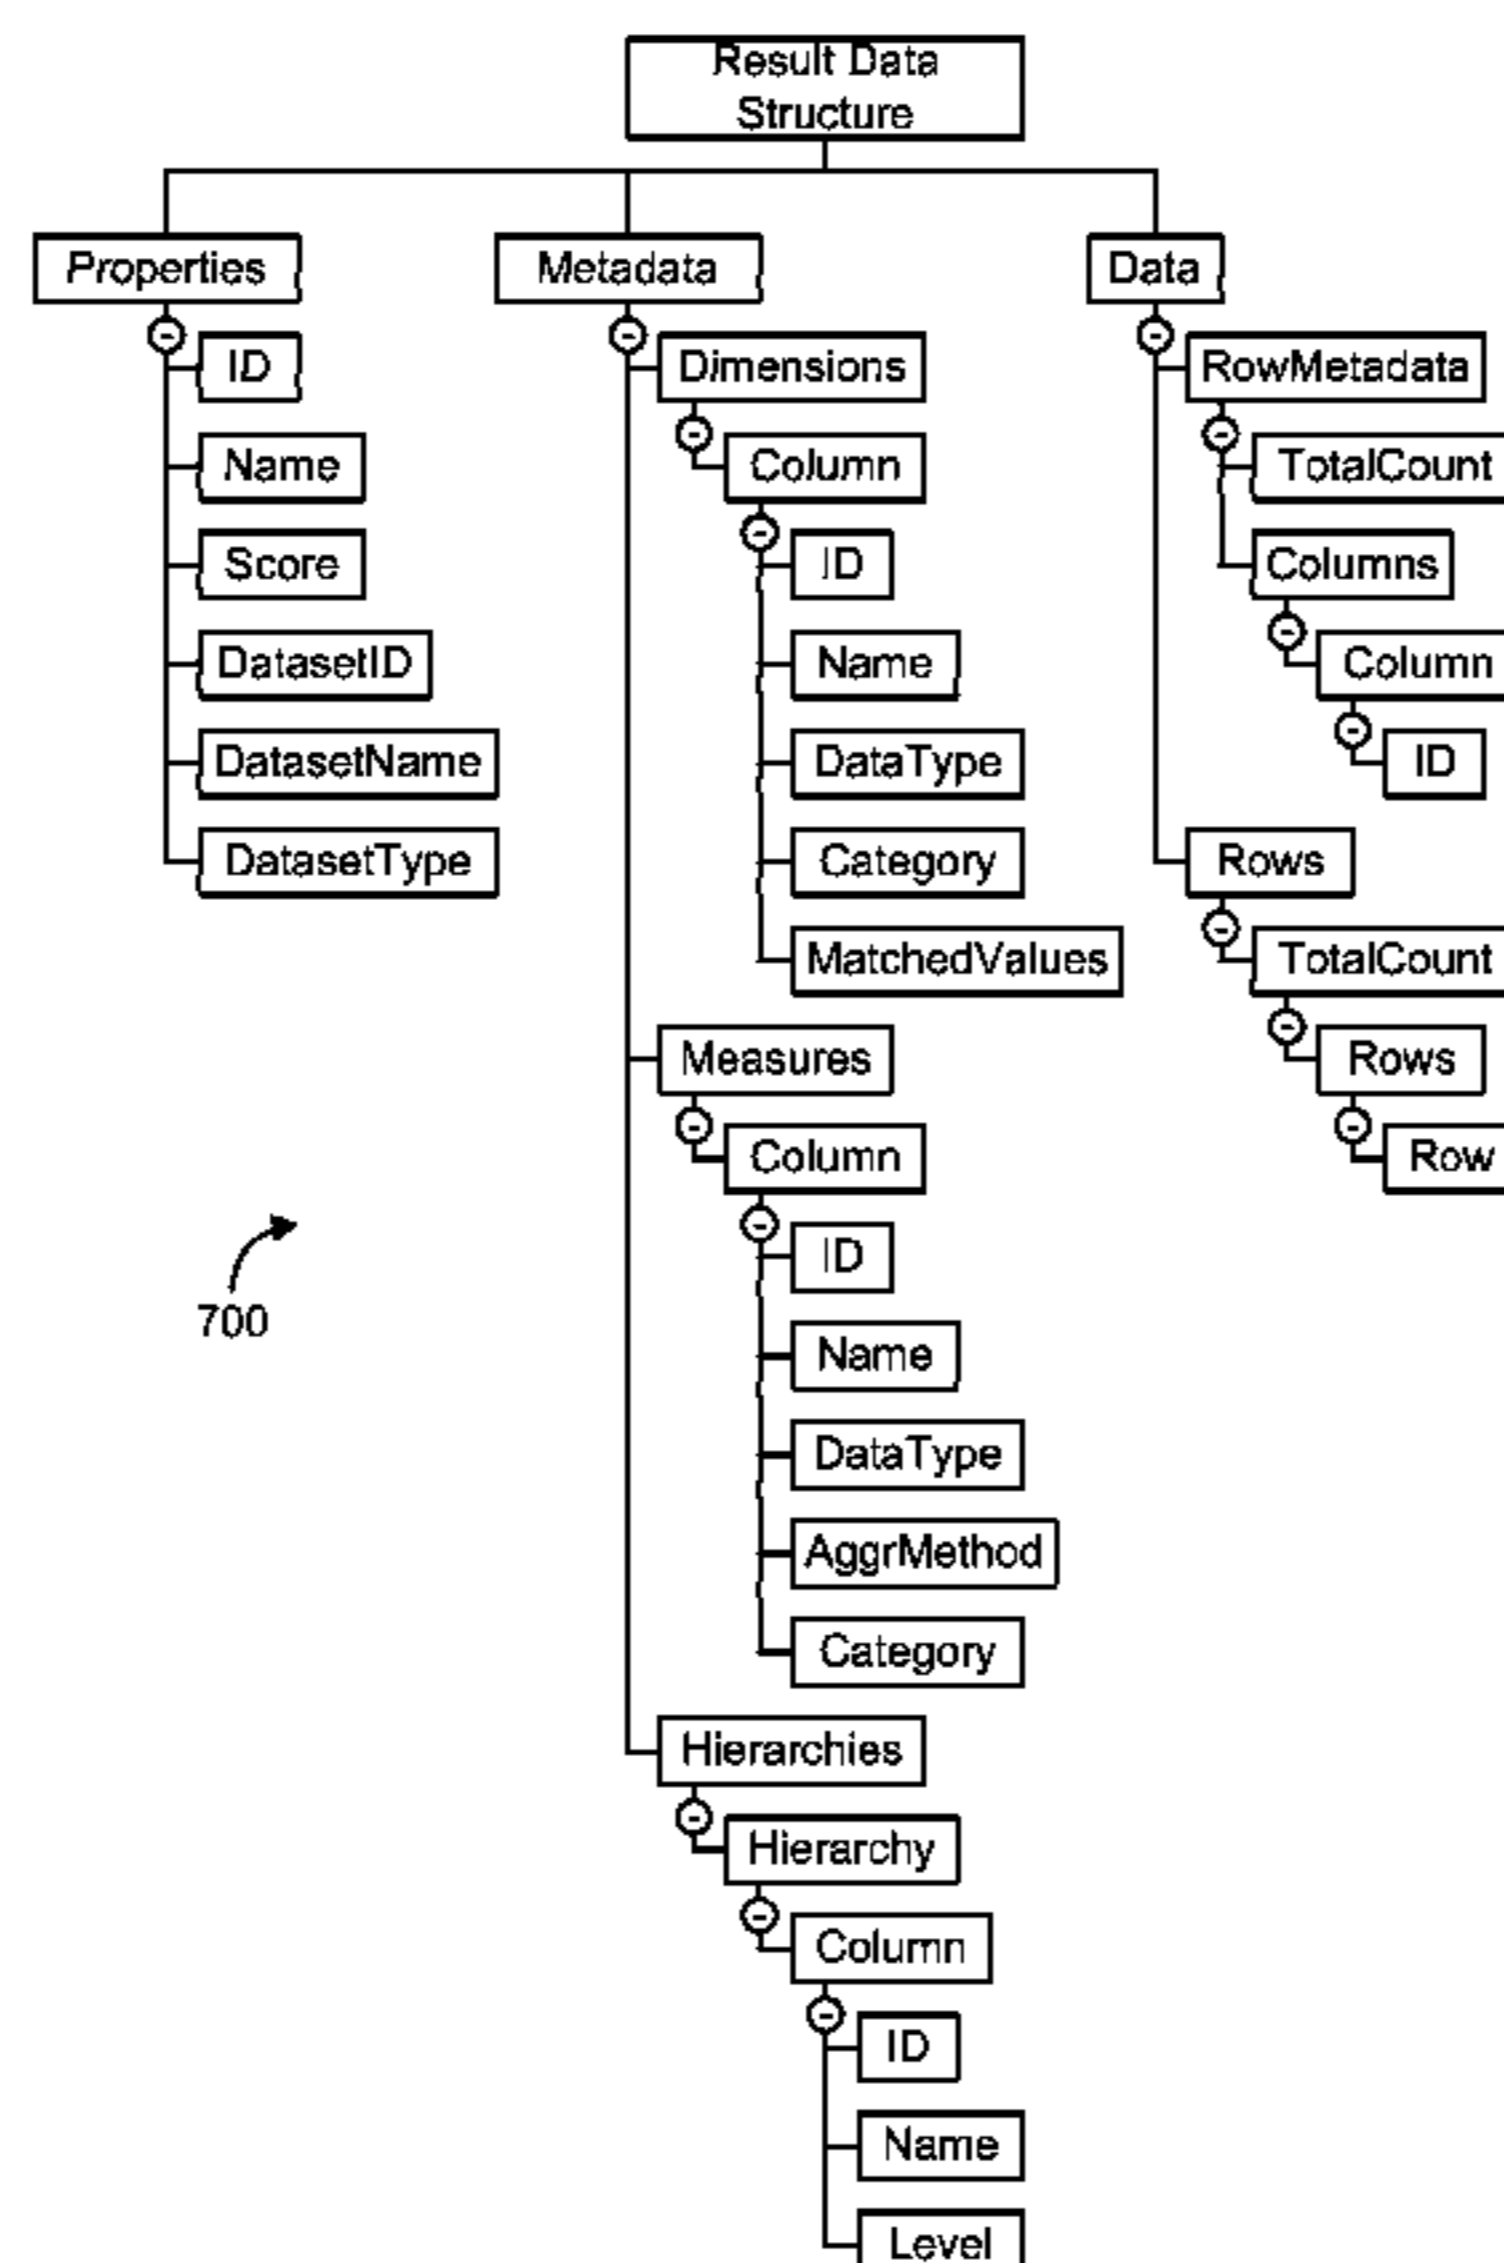 Result Data
Structure
Properties
ID
Name
Score
DatasetID
DatasetName
DatasetType
Metadata
Dimensions
Column
ID
Name
DataType
Category
MatchedValues
Measures
Column
ID
Name
DataType
AggrMethod
Category
Hierarchies
Hierarchy
Column
ID
Name
Level
Data
RowMetadata
TotalCount
Columns
Column
ID
Rows
TotalCount
Rows
Row
700